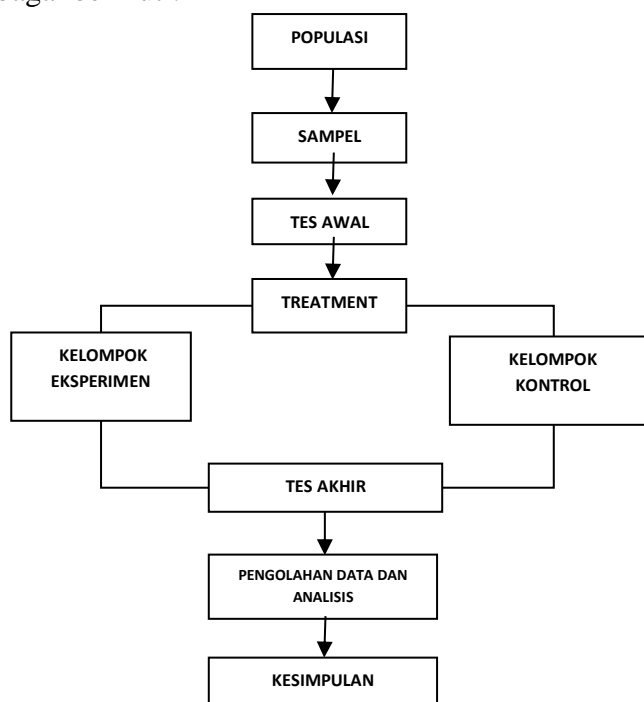 POPULASI
SAMPEL
TES AWAL
TREATMENT
KELOMPOK
EKSPERIMEN
KELOMPOK
KONTROL
TES AKHIR
PENGOLAHAN DATA DAN
ANALISIS
KESIMPULAN